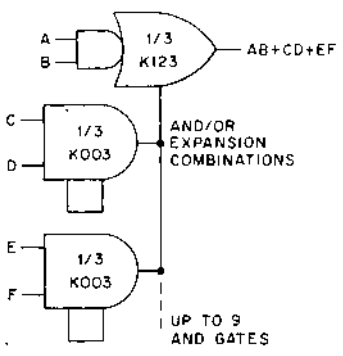 A
B
1/3
K123
AB+CD+EF
C
D
1/3
K003
AND/OR
EXPANSION
COMBINATIONS
E
F
1/3
K003
UP TO 9
AND GATES